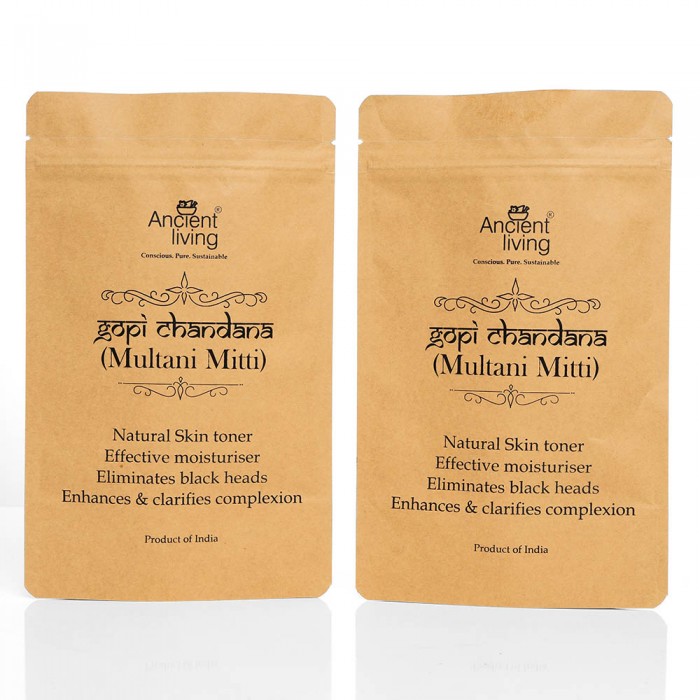 Ancient®
living
Conscious. Pure. Sustainable
gopi chandana
(Multani Mitti)
Natural Skin toner
Effective moisturiser
Eliminates black heads
Enhances & clarifies complexion
Product of India
Ancient®
living
Conscious. Pure. Sustainable
gopi chandana
(Multani Mitti)
Natural Skin toner
Effective moisturiser
Eliminates black heads
Enhances & clarifies complexion
Product of India